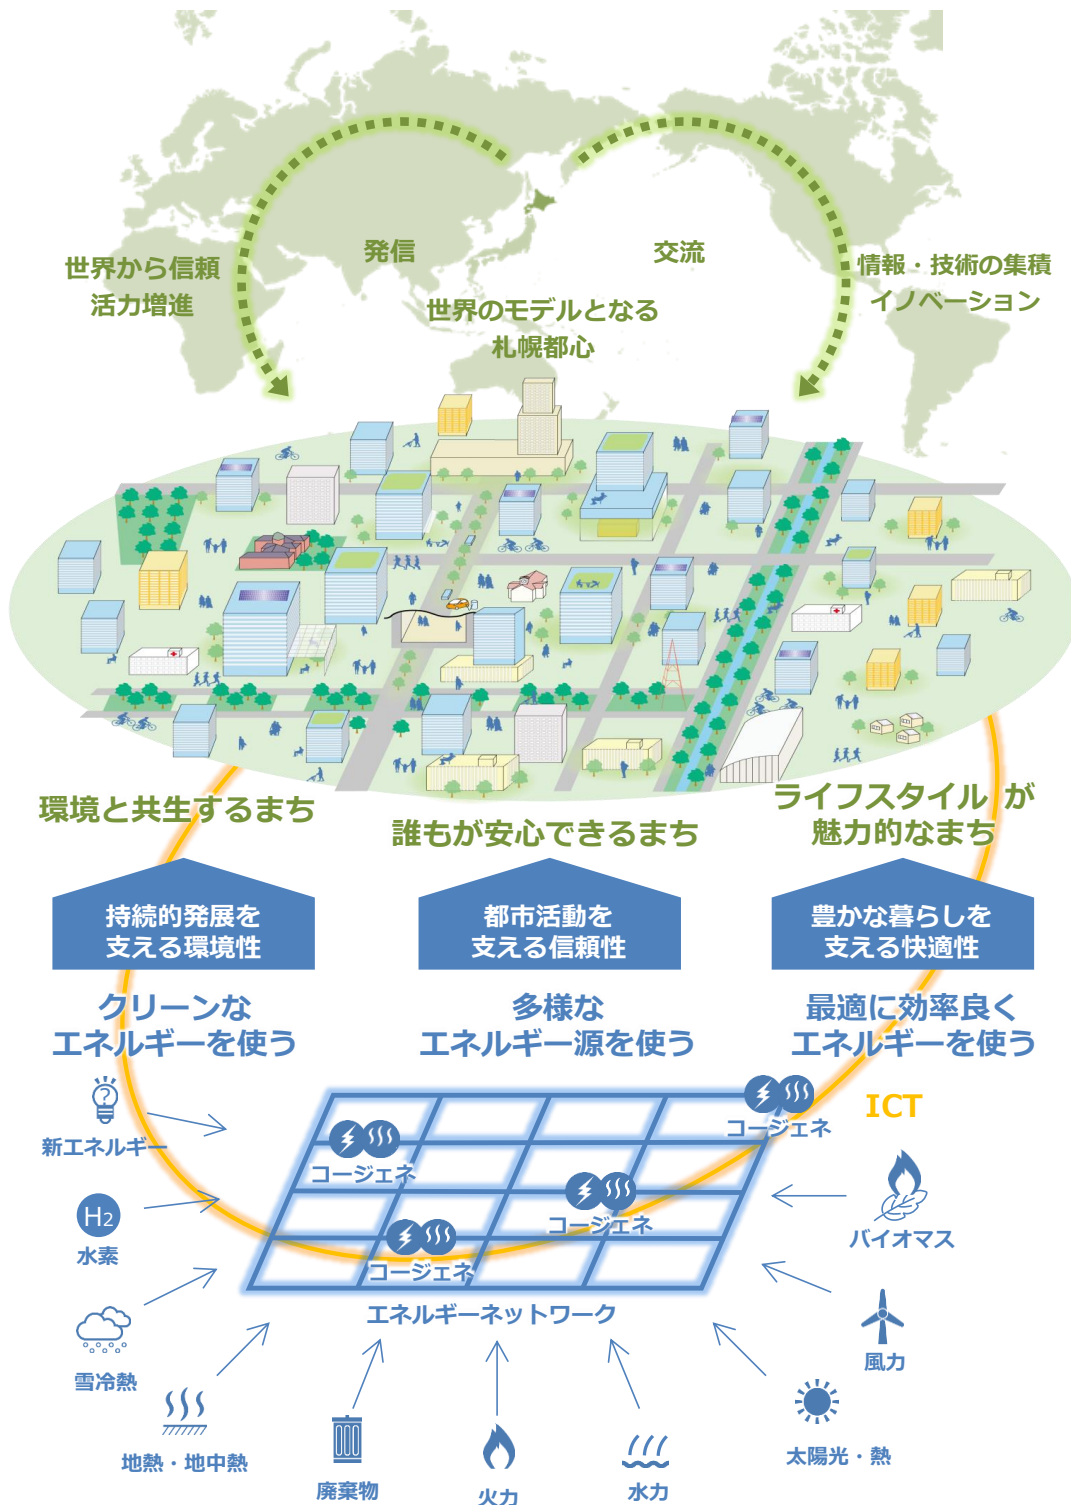 発信
交流
世界から信頼
活力増進
情報・技術の集積
イノベーション
世界のモデルとなる
札幌都心
環境と共生するまち
誰もが安心できるまち
ライフスタイル が
魅力的なまち
持続的発展を
支える環境性
都市活動を
支える信頼性
豊かな暮らしを
支える快適性
クリーンな
エネルギーを使う
多様な
エネルギー源を使う
最適に効率良く
エネルギーを使う
?
新エネルギー
ICT
コージェネ
コージェネ
コージェネ
コージェネ
H2
水素
バイオマス
エネルギーネットワーク
雪冷熱
風力
地熱・地中熱
太陽光・熱
廃棄物
火力
水力